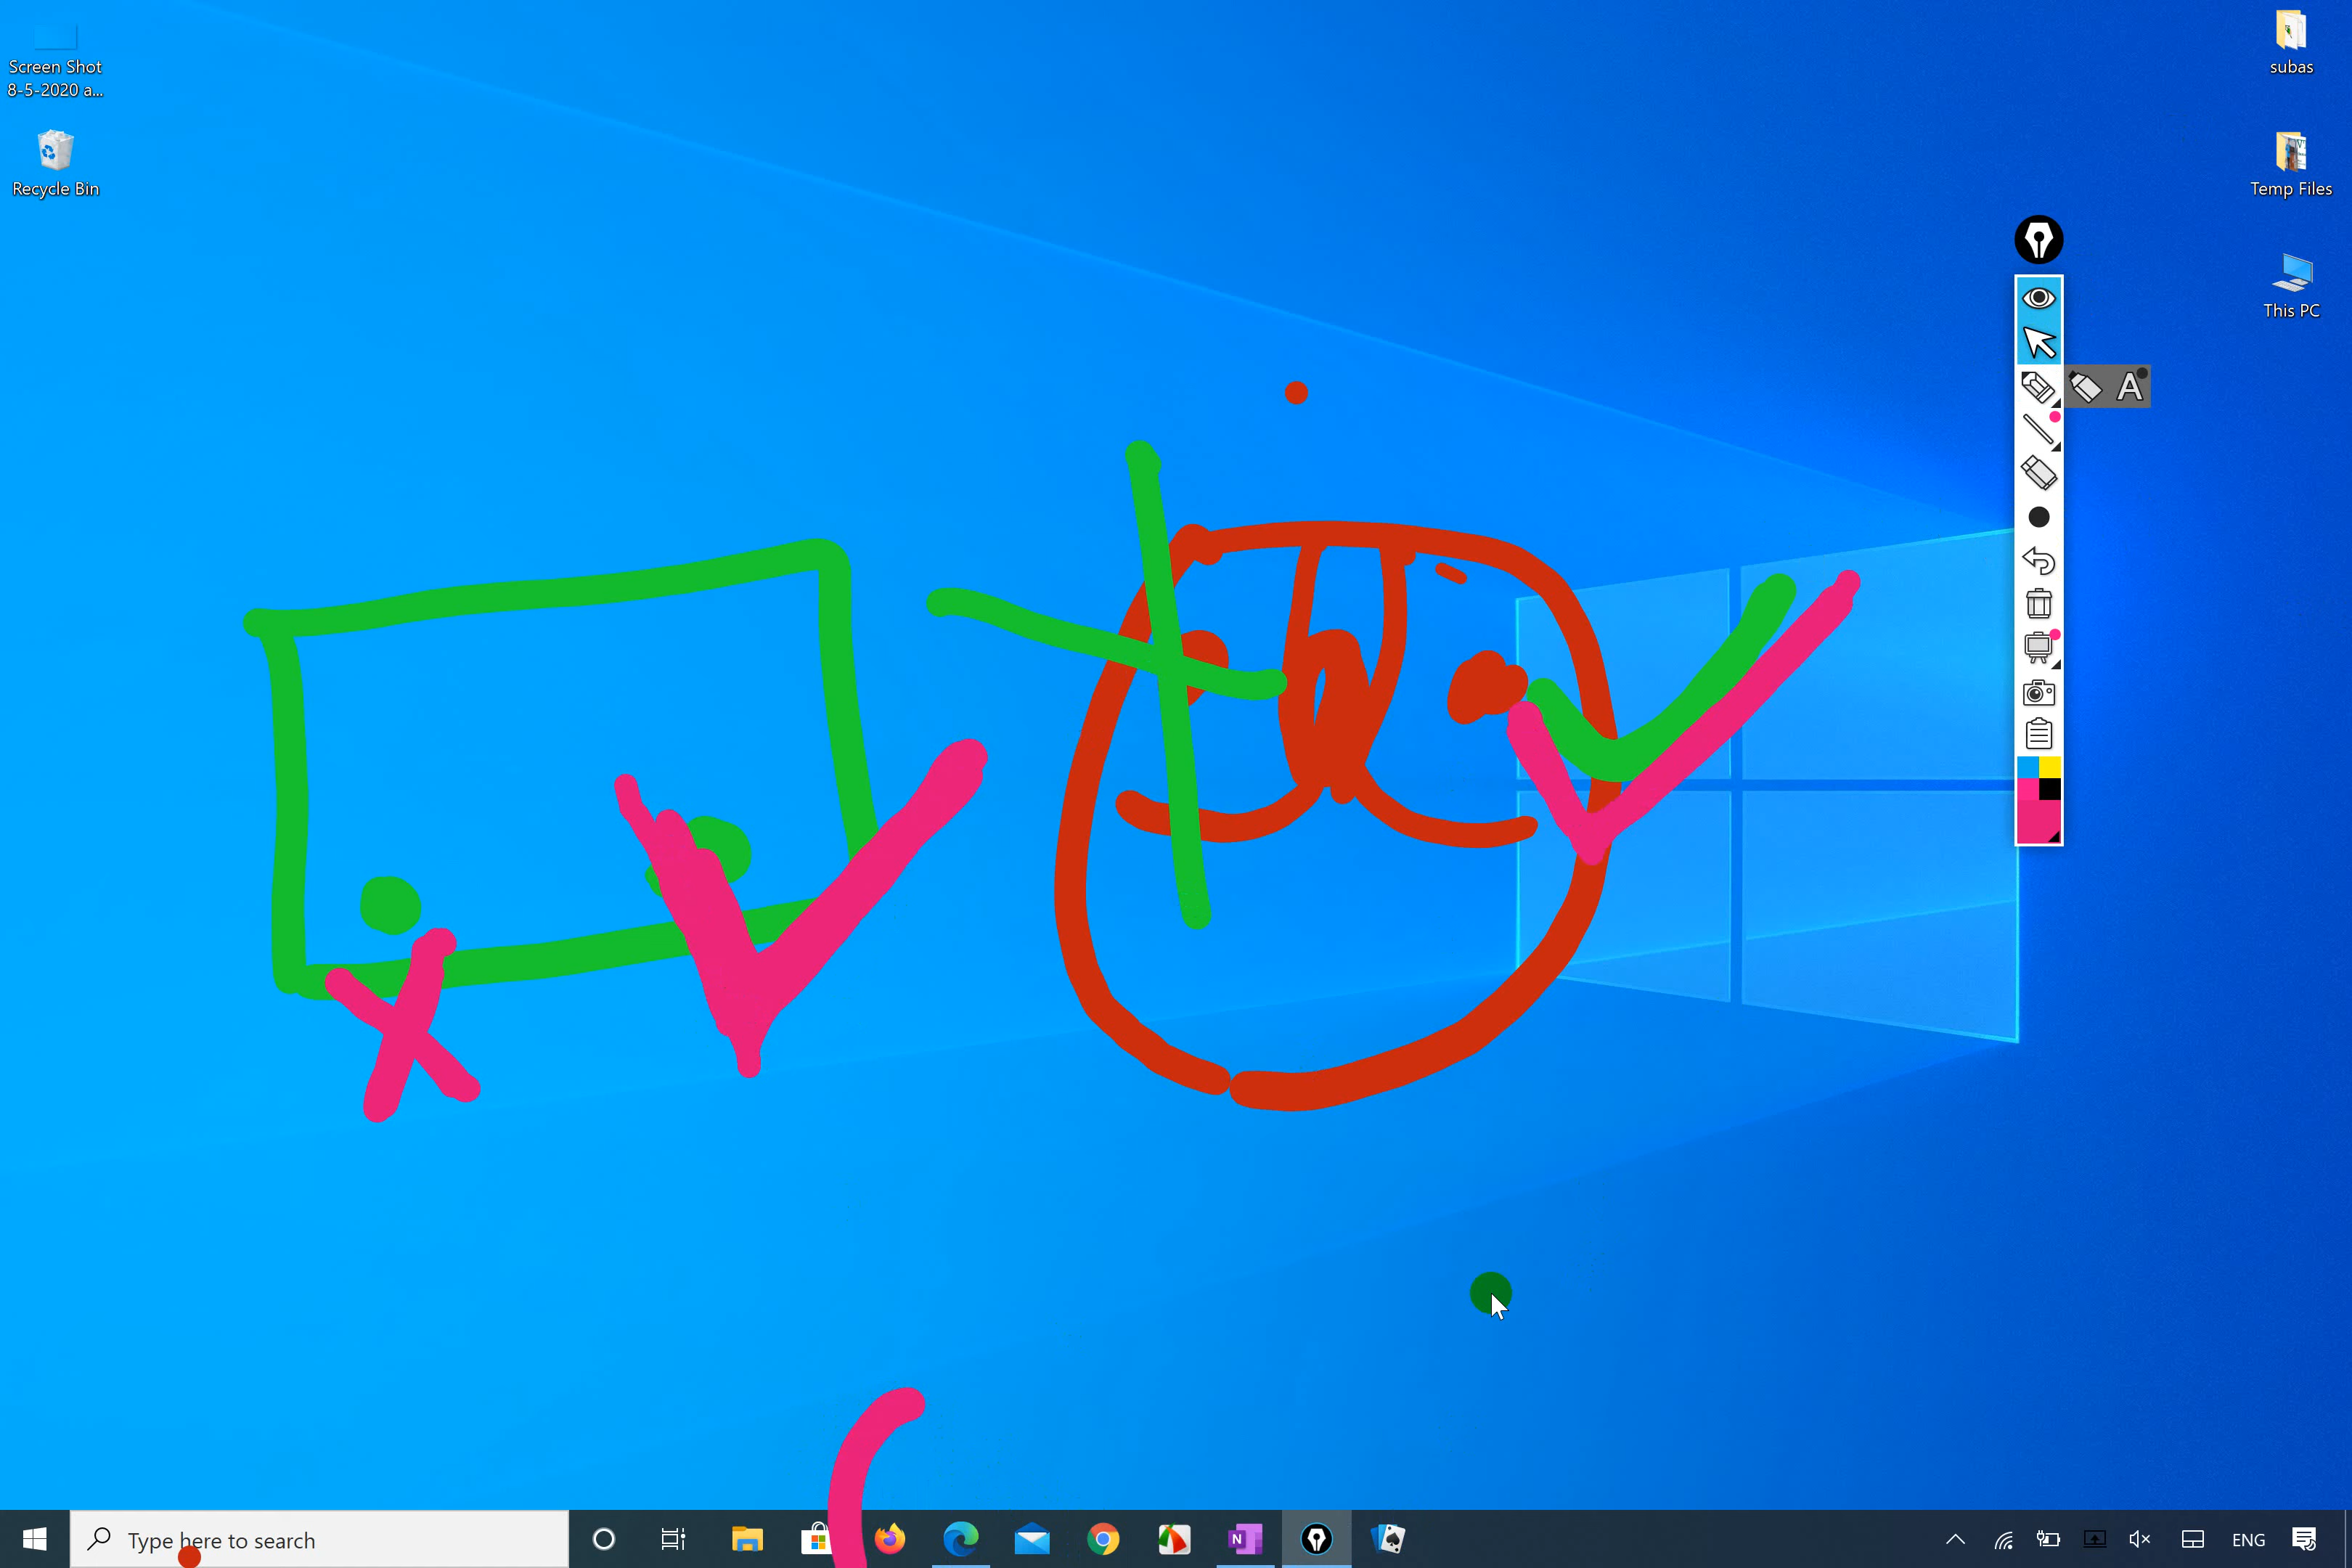 Screen Shot
8-5-2020 a...
Recycle Bin
subas
Temp Files
This PC
A
Type here to search
N
ENG